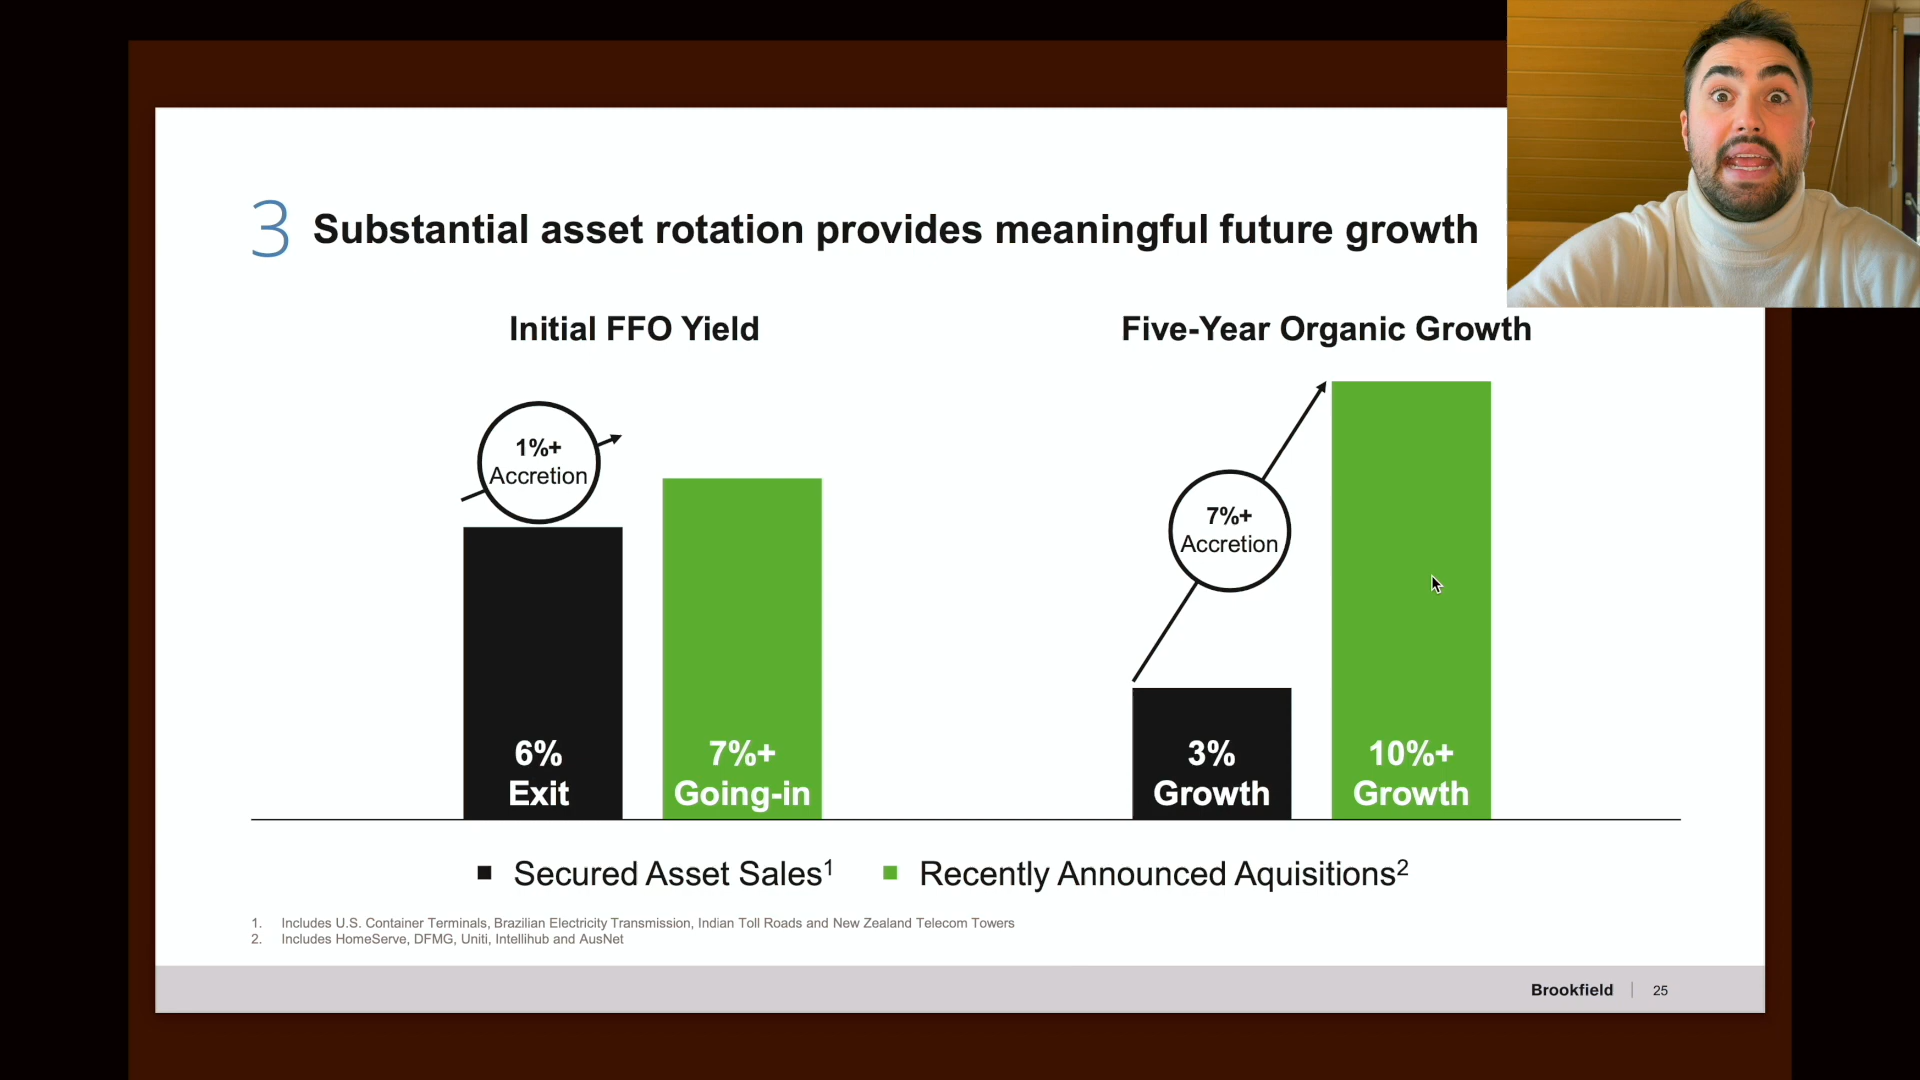 3 Substantial asset rotation provides meaningful future growth
Initial FFO Yield
1%+
Accretion
6%
Exit
7%+
Going-in
Five-Year Organic Growth
7%+
Accretion
3%
Growth
10%+
Growth
Secured Asset Sales1
Recently Announced Aquisitions2
1. Includes U.S. Container Terminals, Brazilian Electricity Transmission, Indian Toll Roads and New Zealand Telecom Towers
2. Includes HomeServe, DFMG, Uniti, Intellihub and AusNet
Brookfield | 25